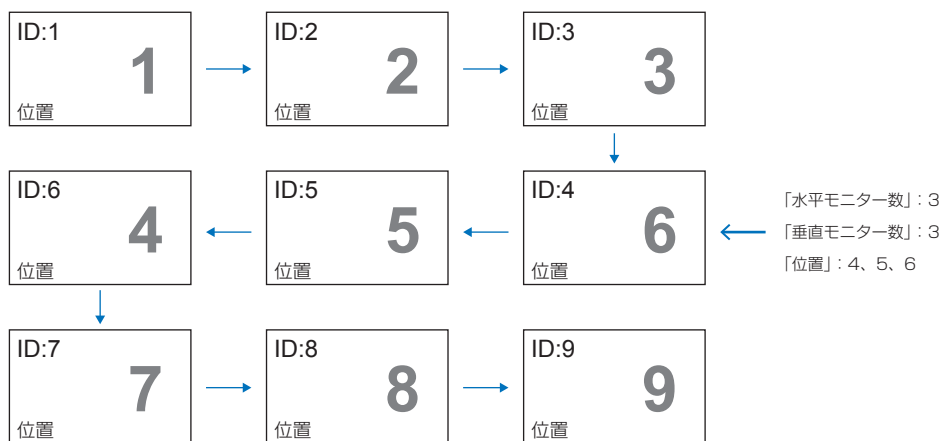 ID:1
1
位置
ID:2
2
位置
ID:3
3
位置
ID:6
4
位置
ID:5
5
位置
ID:4
6
位置
「水平モニター数」：3
「垂直モニター数」：3
「位置」：4、5、6
ID:7
7
位置
ID:8
8
位置
ID:9
9
位置